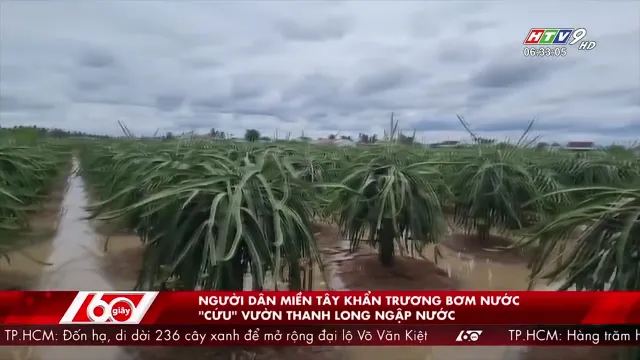 HTV9 HD
06:33:05
60 giây
NGƯỜI DÂN MIỀN TÂY KHẨN TRƯƠNG BƠM NƯỚC
"CỨU" VƯỜN THANH LONG NGẬP NƯỚC
TP.HCM: Đốn hạ, di dời 236 cây xanh để mở rộng đại lộ Võ Văn Kiệt
TP.HCM: Hàng trăm h